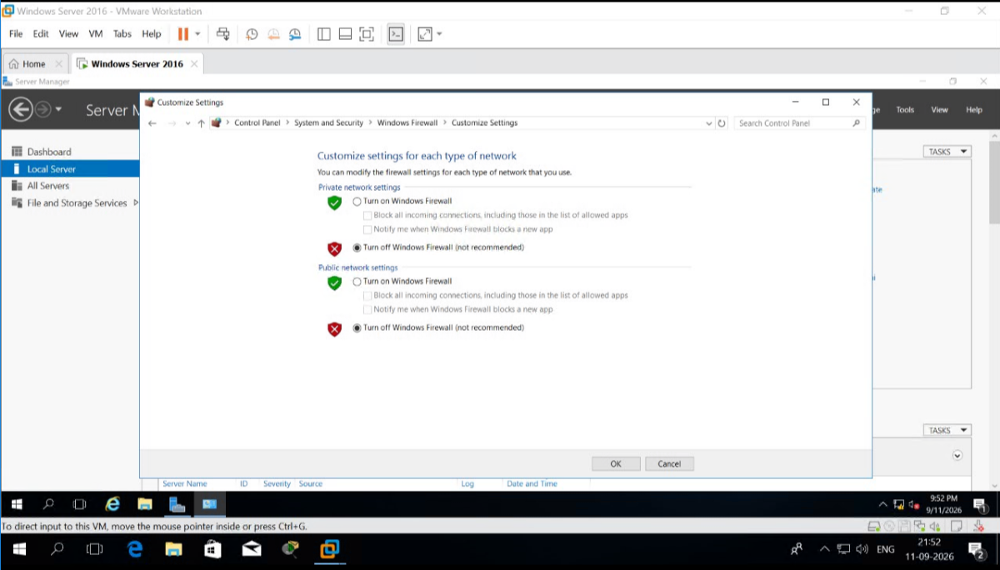 Windows Server 2016 - VMware Workstation
File Edit View VM Tabs Help
Home Windows Server 2016
Server Manager
Server
Tools View Help
Customize Settings
Control Panel System and Security Windows Firewall Customize Settings
Search Control Panel
Dashboard
Local Server
All Servers
File and Storage Services
TASKS
Customize settings for each type of network
You can modify the firewall settings for each type of network that you use.
Private network settings
Turn on Windows Firewall
Block all incoming connections, including those in the list of allowed apps
Notify me when Windows Firewall blocks a new app
Turn off Windows Firewall (not recommended)
Public network settings
Turn on Windows Firewall
Block all incoming connections, including those in the list of allowed apps
Notify me when Windows Firewall blocks a new app
Turn off Windows Firewall (not recommended)
TASKS
OK Cancel
Server Name ID Severity Source Log Date and Time
9:52 PM
9/11/2026
1
To direct input to this VM, move the mouse pointer inside or press Ctrl+G.
ENG
21:52
11-09-2026
2